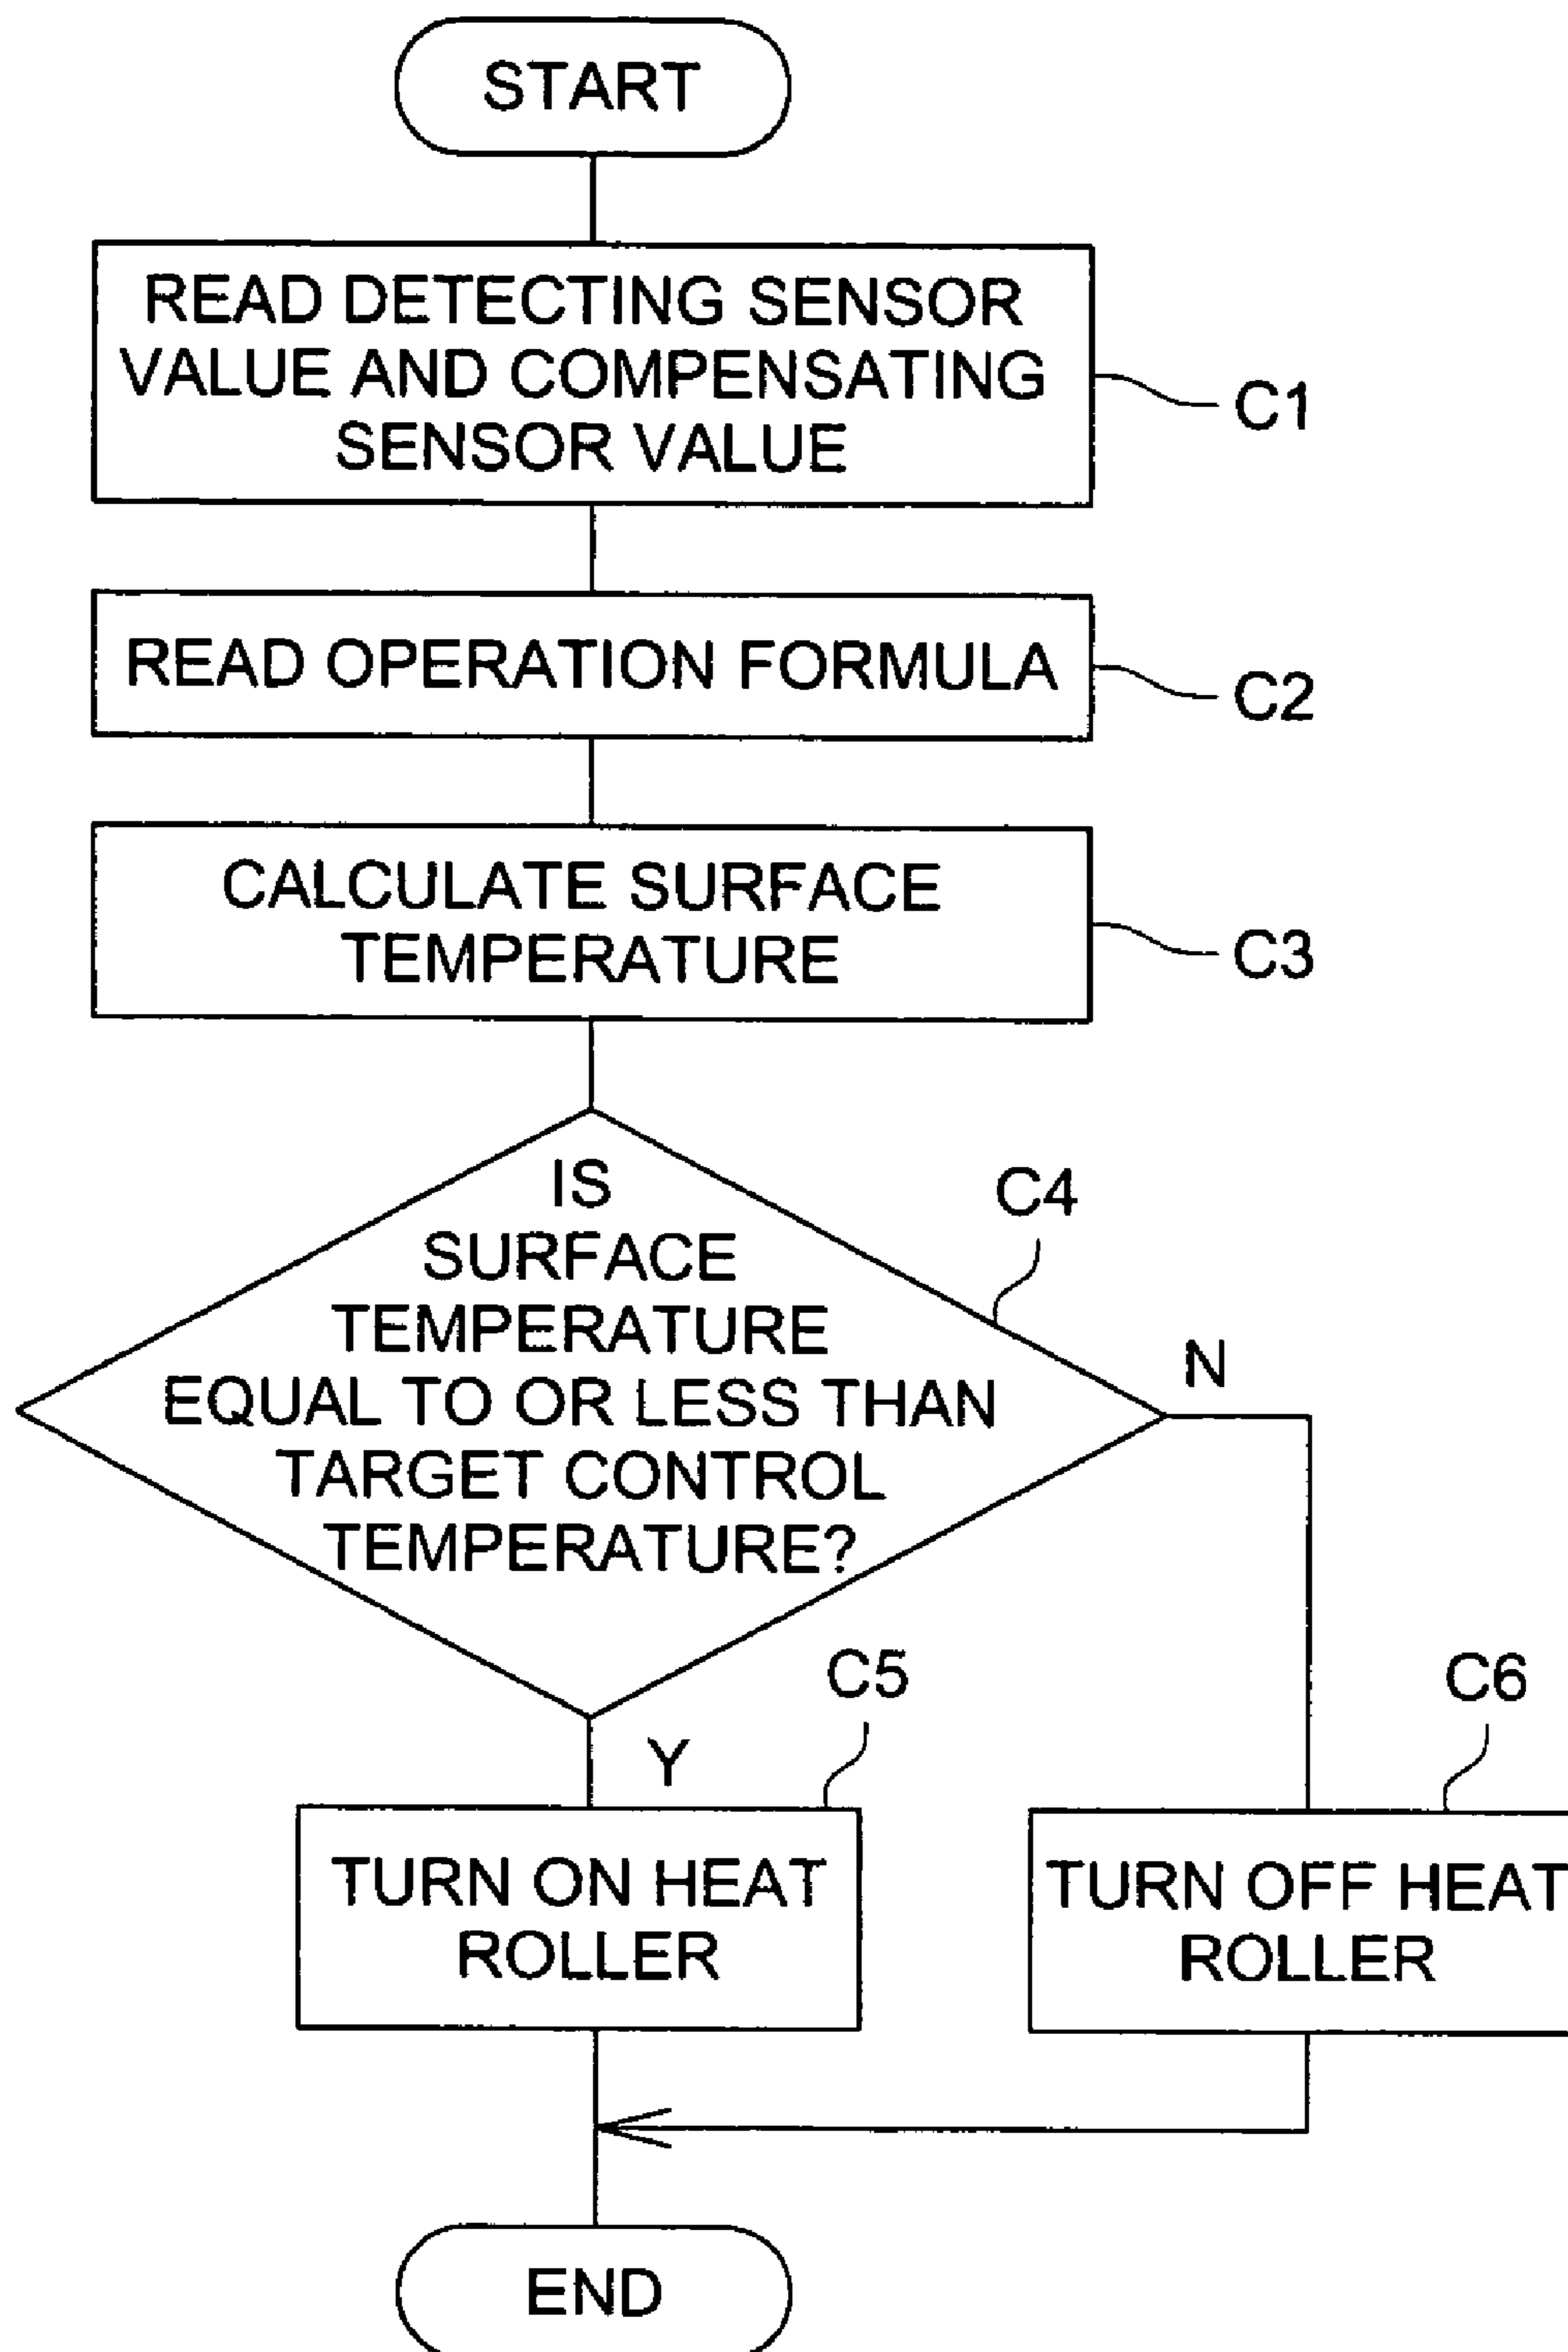 START
READ DETECTING SENSOR
VALUE AND COMPENSATING
SENSOR VALUE
C1
READ OPERATION FORMULA
C2
CALCULATE SURFACE
TEMPERATURE
C3
IS
SURFACE
TEMPERATURE
EQUAL TO OR LESS THAN
TARGET CONTROL
TEMPERATURE?
C4
N
Y
C5
TURN ON HEAT
ROLLER
C6
TURN OFF HEAT
ROLLER
END